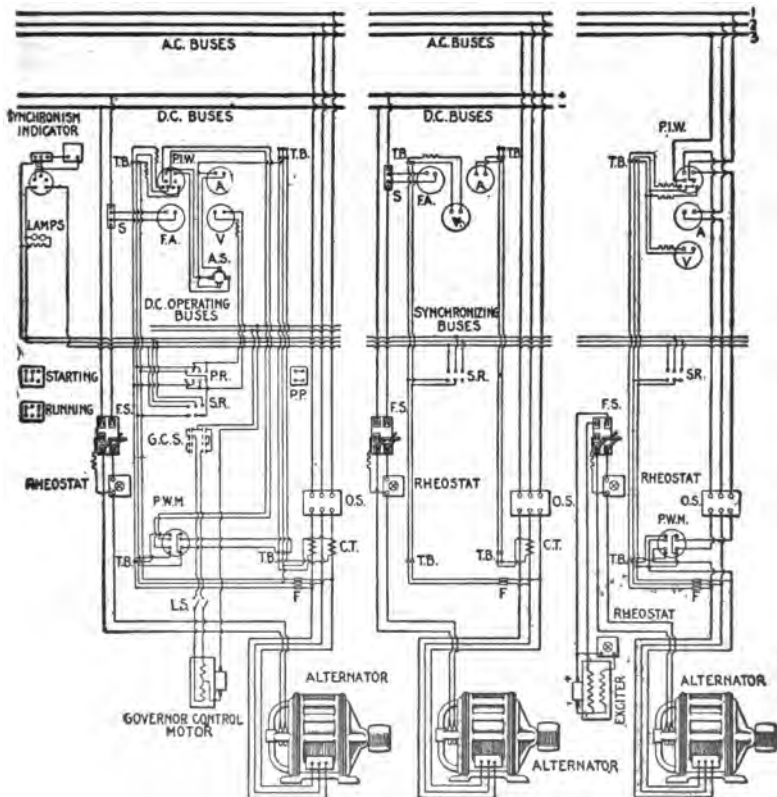 1
2
3
A.C. BUSES
A.C. BUSES
+
-
SYNCHRONISM INDICATOR
D.C. BUSES
D.C. BUSES
T.B.
P.I.W.
T.B.
A
LAMPS
S
F.A.
V
A.S.
D.C. OPERATING BUSES
T.B.
T.B.
S
F.A.
A
V.
SYNCHRONIZING BUSES
P.I.W.
T.B.
A
V
STARTING
RUNNING
P.R.
S.R.
P.P.
F.S.
G.C.S.
RHEOSTAT
P.W.M.
O.S.
C.T.
T.B.
T.B.
F
L.S.
GOVERNOR CONTROL MOTOR
ALTERNATOR
S.R.
F.S.
RHEOSTAT
O.S.
C.T.
T.B.
T.B.
F
ALTERNATOR
S.R.
F.S.
RHEOSTAT
O.S.
P.W.M.
T.B.
F
RHEOSTAT
+
-
EXCITER
ALTERNATOR